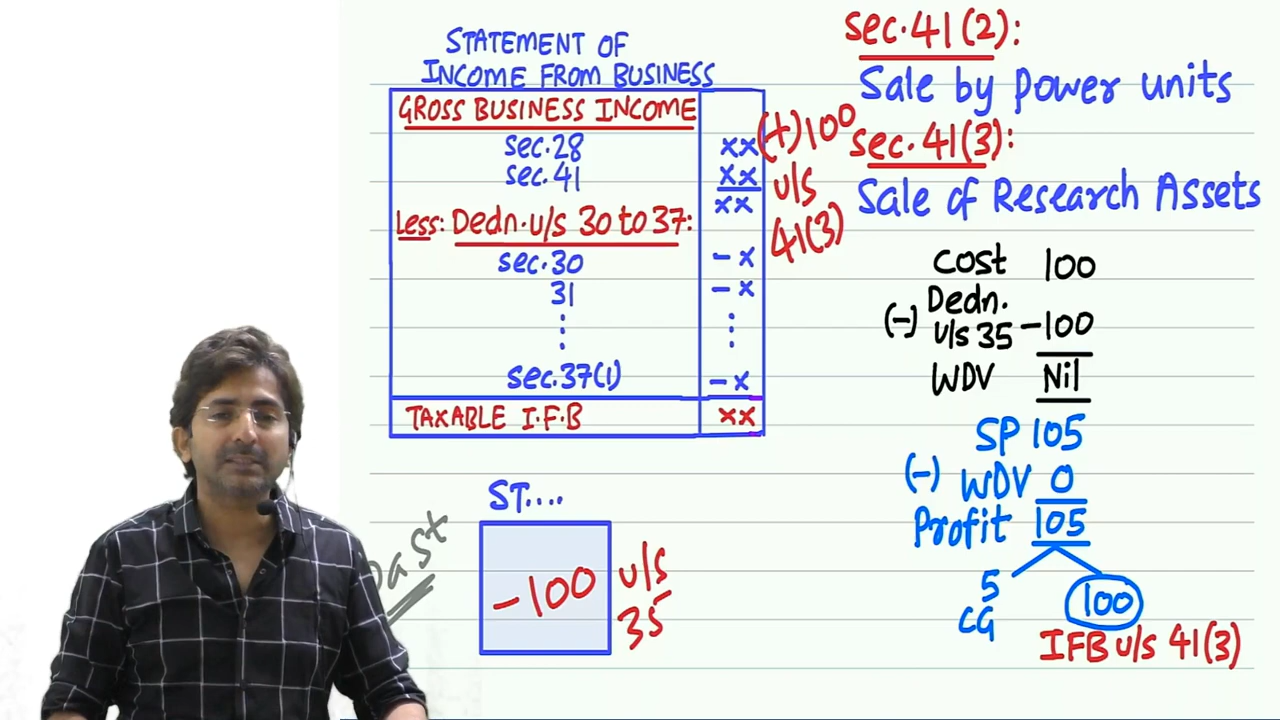 STATEMENT OF
INCOME FROM BUSINESS
GROSS BUSINESS INCOME
sec.28 xx
sec.41 xx
xx
(+)100
u/s
41(3)
Less: Dedn.u/s 30 to 37:
sec.30 -x
31 -x
sec.37(1) -x
TAXABLE I.F.B xx
ST....
-100
u/s
35
past
sec.41(2):
Sale by power units
sec.41(3):
Sale of Research Assets
Cost 100
Dedn.
(-) u/s 35 -100
WDV Nil
SP 105
(-) WDV 0
Profit 105
5 100
CG
IFB u/s 41(3)